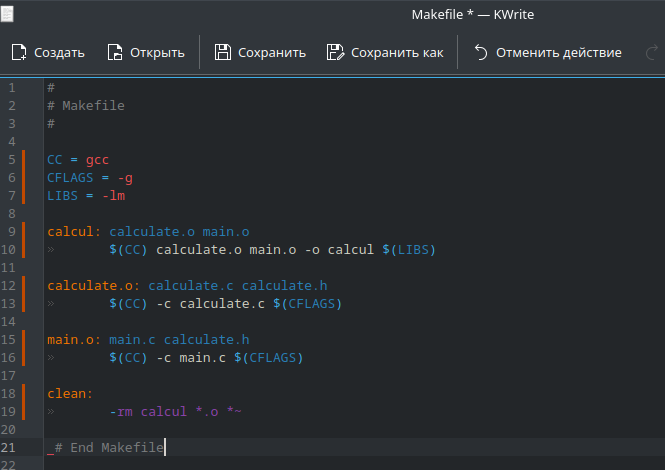 Makefile * — KWrite
Создать Открыть Сохранить Сохранить как Отменить действие
1 #
2 # Makefile
3 #
4
5 CC = gcc
6 CFLAGS = -g
7 LIBS = -lm
8
9 calcul: calculate.o main.o
10 » $(CC) calculate.o main.o -o calcul $(LIBS)
11
12 calculate.o: calculate.c calculate.h
13 » $(CC) -c calculate.c $(CFLAGS)
14
15 main.o: main.c calculate.h
16 » $(CC) -c main.c $(CFLAGS)
17
18 clean:
19 » -rm calcul *.o *~
20
21 # End Makefile
22